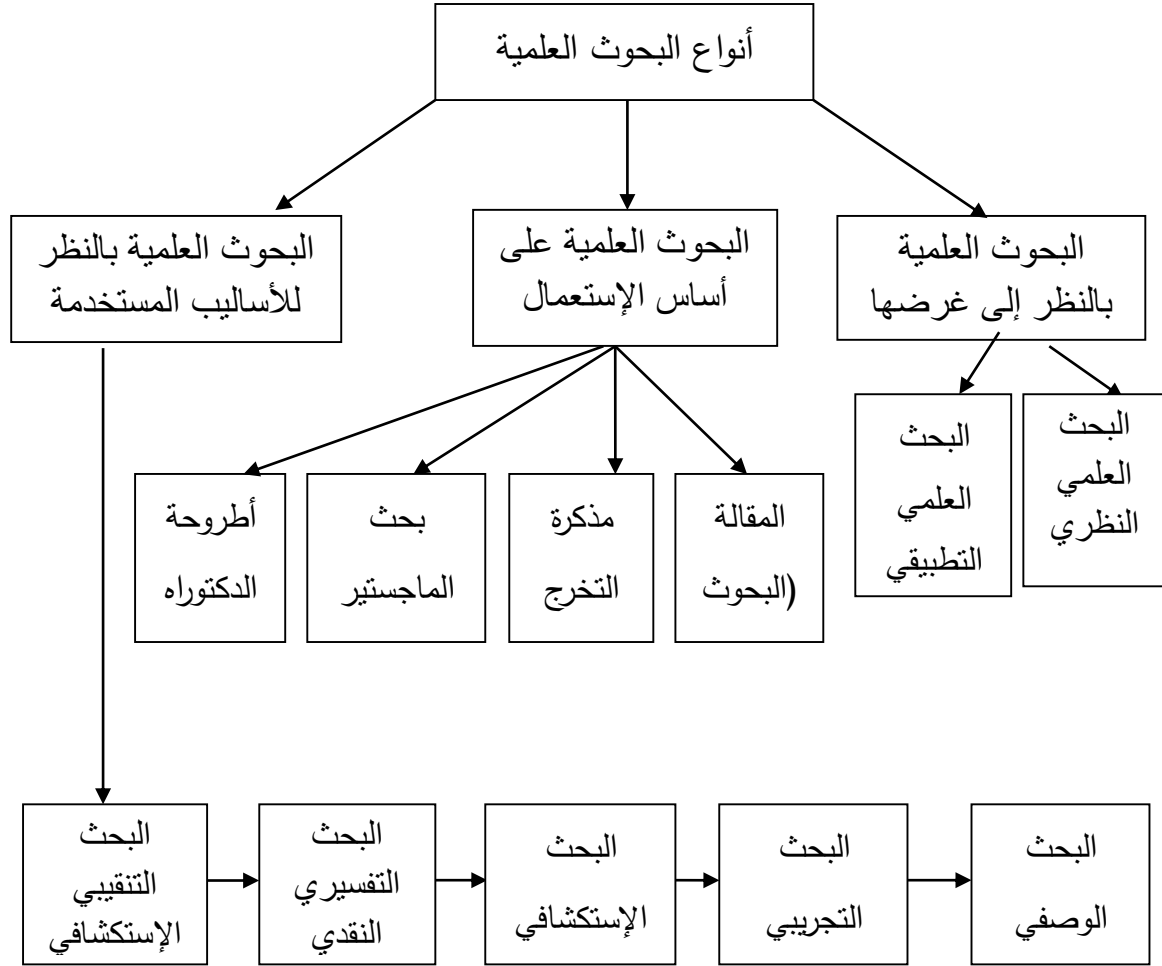 أنواع البحوث العلمية
البحوث العلمية
بالنظر إلى غرضها
البحوث العلمية على
أساس الإستعمال
البحوث العلمية بالنظر
للأساليب المستخدمة
البحث
العلمي
النظري
البحث
العلمي
التطبيقي
المقالة
(البحوث
مذكرة
التخرج
بحث
الماجستير
أطروحة
الدكتوراه
البحث
الوصفي
البحث
التجريبي
البحث
الإستكشافي
البحث
التفسيري
النقدي
البحث
التنقيبي
الإستكشافي